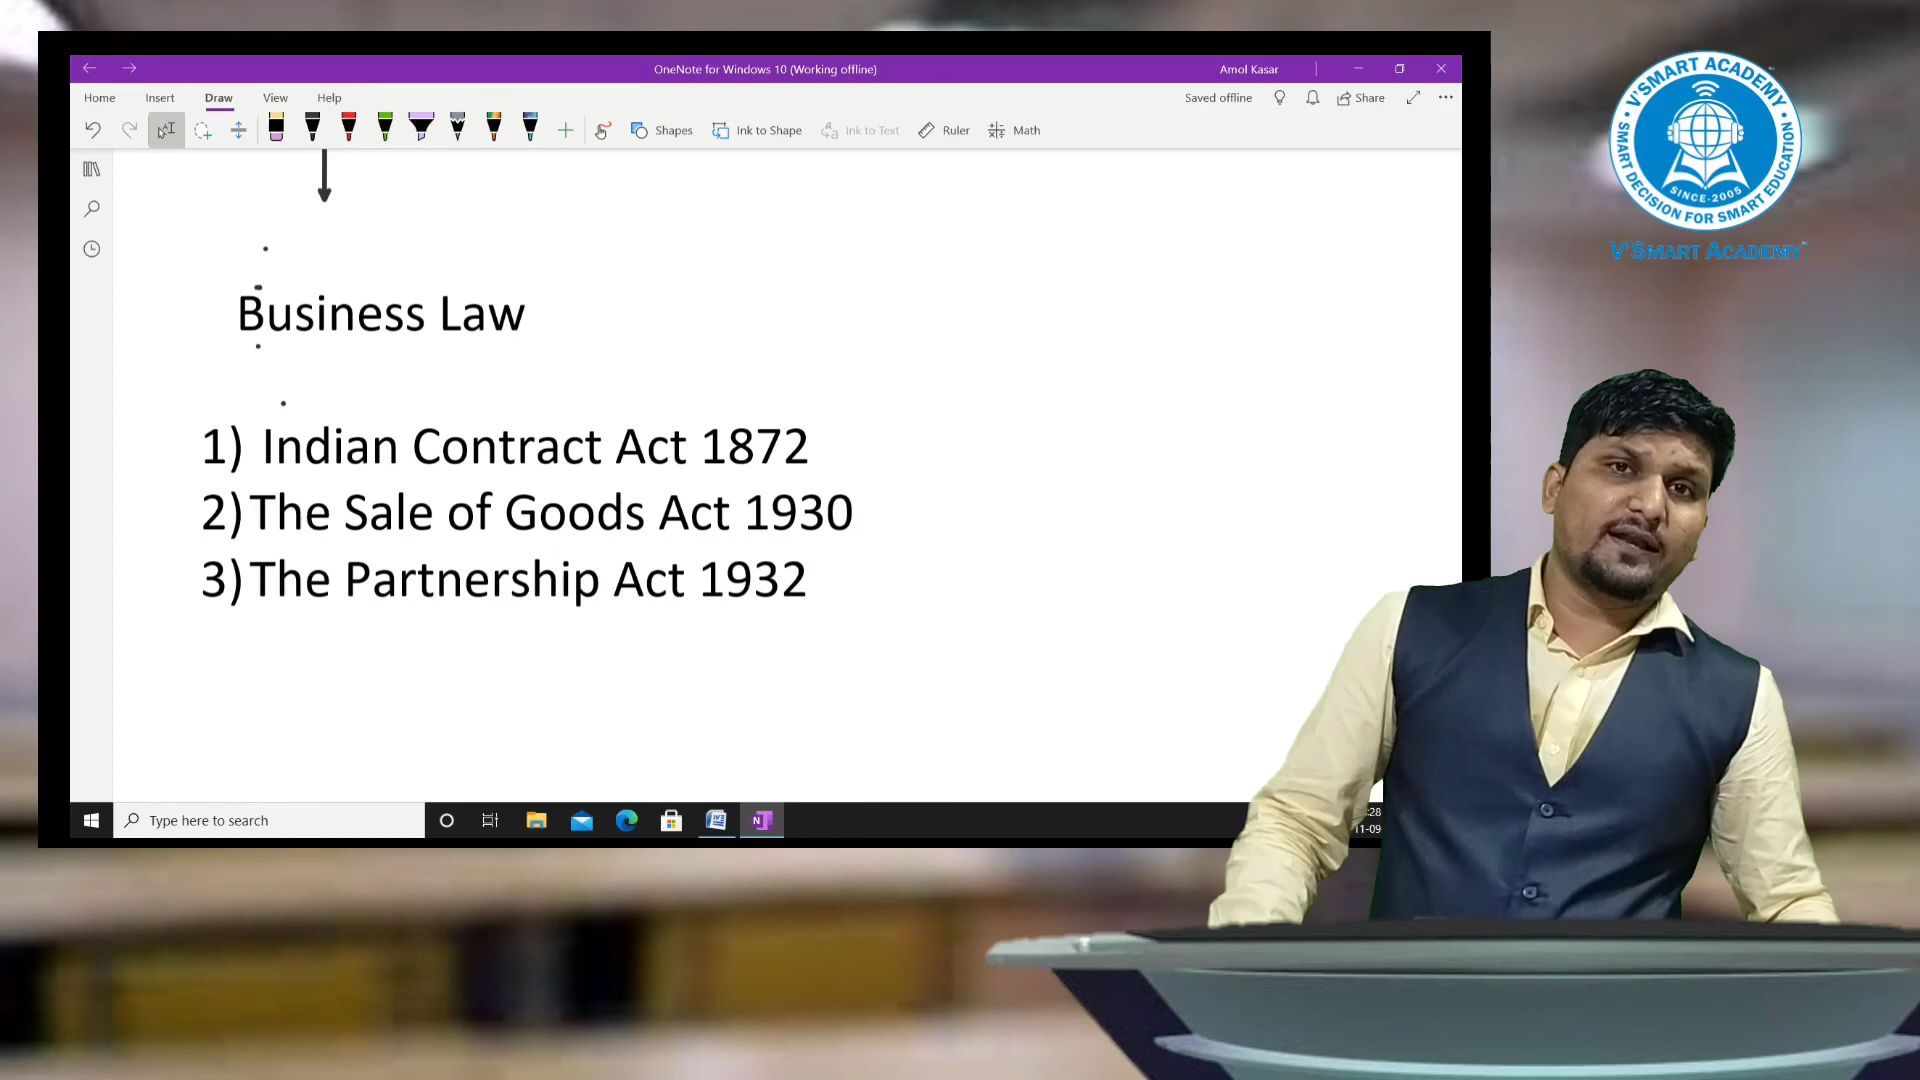 OneNote for Windows 10 (Working offline)
Amol Kasar
Home Insert Draw View Help
Saved offline
Share
Shapes
Ink to Shape
Ink to Text
Ruler
Math
Business Law
1) Indian Contract Act 1872
2) The Sale of Goods Act 1930
3) The Partnership Act 1932
Type here to search
:28
11-09
V'SMART ACADEMY
SMART DECISION FOR SMART EDUCATION
SINCE-2005
V'SMART ACADEMY